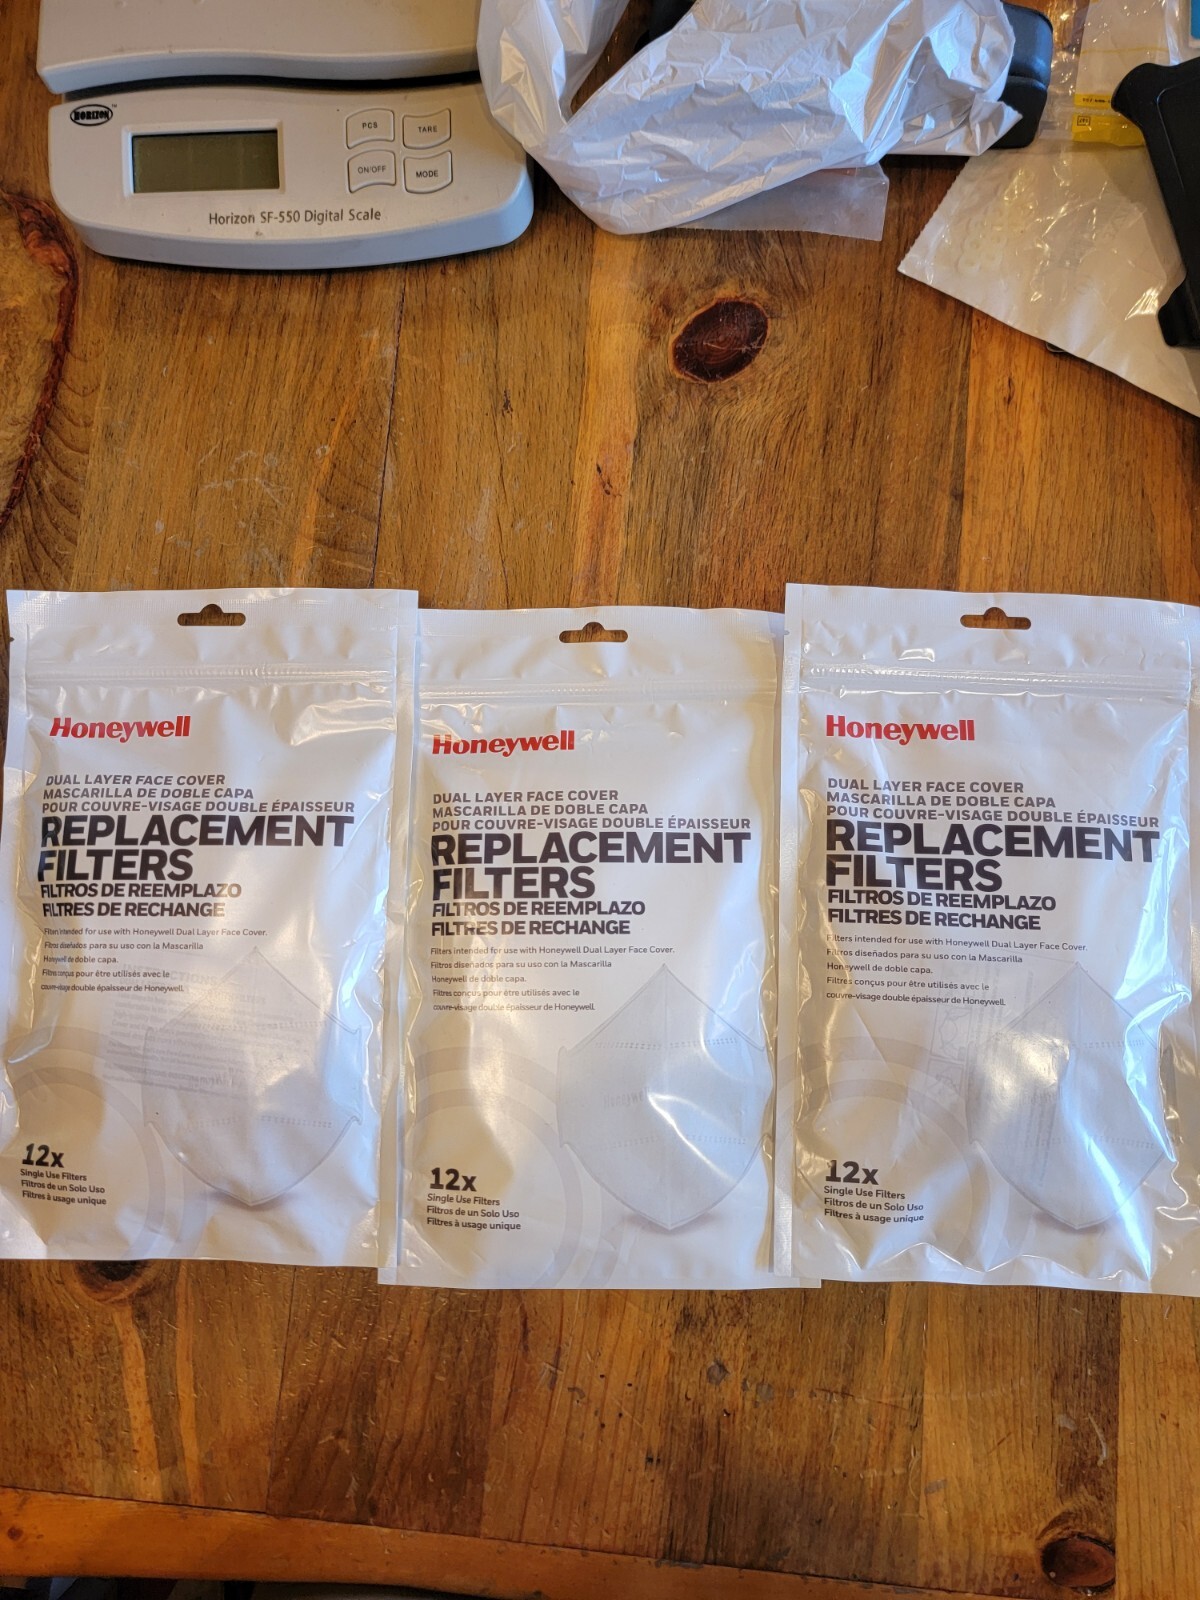 HORIZON™
PCS
TARE
ON/OFF
MODE
Horizon SF-550 Digital Scale
Honeywell
DUAL LAYER FACE COVER
MASCARILLA DE DOBLE CAPA
POUR COUVRE-VISAGE DOUBLE ÉPAISSEUR
REPLACEMENT
FILTERS
FILTROS DE REEMPLAZO
FILTRES DE RECHANGE
Filters intended for use with Honeywell Dual Layer Face Cover.
Filtros diseñados para su uso con la Mascarilla
Honeywell de doble capa.
Filtres conçus pour être utilisés avec le
couvre-visage double épaisseur de Honeywell.
12x
Single Use Filters
Filtros de un Solo Uso
Filtres à usage unique
Honeywell
DUAL LAYER FACE COVER
MASCARILLA DE DOBLE CAPA
POUR COUVRE-VISAGE DOUBLE ÉPAISSEUR
REPLACEMENT
FILTERS
FILTROS DE REEMPLAZO
FILTRES DE RECHANGE
Filters intended for use with Honeywell Dual Layer Face Cover.
Filtros diseñados para su uso con la Mascarilla
Honeywell de doble capa.
Filtres conçus pour être utilisés avec le
couvre-visage double épaisseur de Honeywell.
12x
Single Use Filters
Filtros de un Solo Uso
Filtres à usage unique
Honeywell
DUAL LAYER FACE COVER
MASCARILLA DE DOBLE CAPA
POUR COUVRE-VISAGE DOUBLE ÉPAISSEUR
REPLACEMENT
FILTERS
FILTROS DE REEMPLAZO
FILTRES DE RECHANGE
Filters intended for use with Honeywell Dual Layer Face Cover.
Filtros diseñados para su uso con la Mascarilla
Honeywell de doble capa.
Filtres conçus pour être utilisés avec le
couvre-visage double épaisseur de Honeywell.
12x
Single Use Filters
Filtros de un Solo Uso
Filtres à usage unique